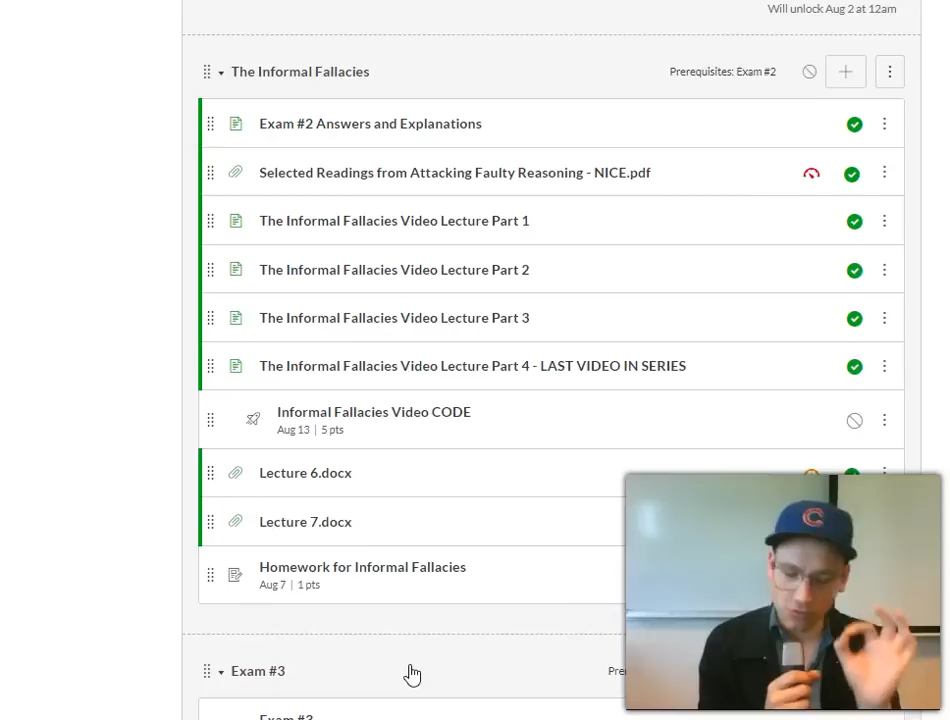 Will unlock Aug 2 at 12am
The Informal Fallacies
Prerequisites: Exam #2
Exam #2 Answers and Explanations
Selected Readings from Attacking Faulty Reasoning - NICE.pdf
The Informal Fallacies Video Lecture Part 1
The Informal Fallacies Video Lecture Part 2
The Informal Fallacies Video Lecture Part 3
The Informal Fallacies Video Lecture Part 4 - LAST VIDEO IN SERIES
Informal Fallacies Video CODE
Aug 13 | 5 pts
Lecture 6.docx
Lecture 7.docx
Homework for Informal Fallacies
Aug 7 | 1 pts
Exam #3
Exam #3
C